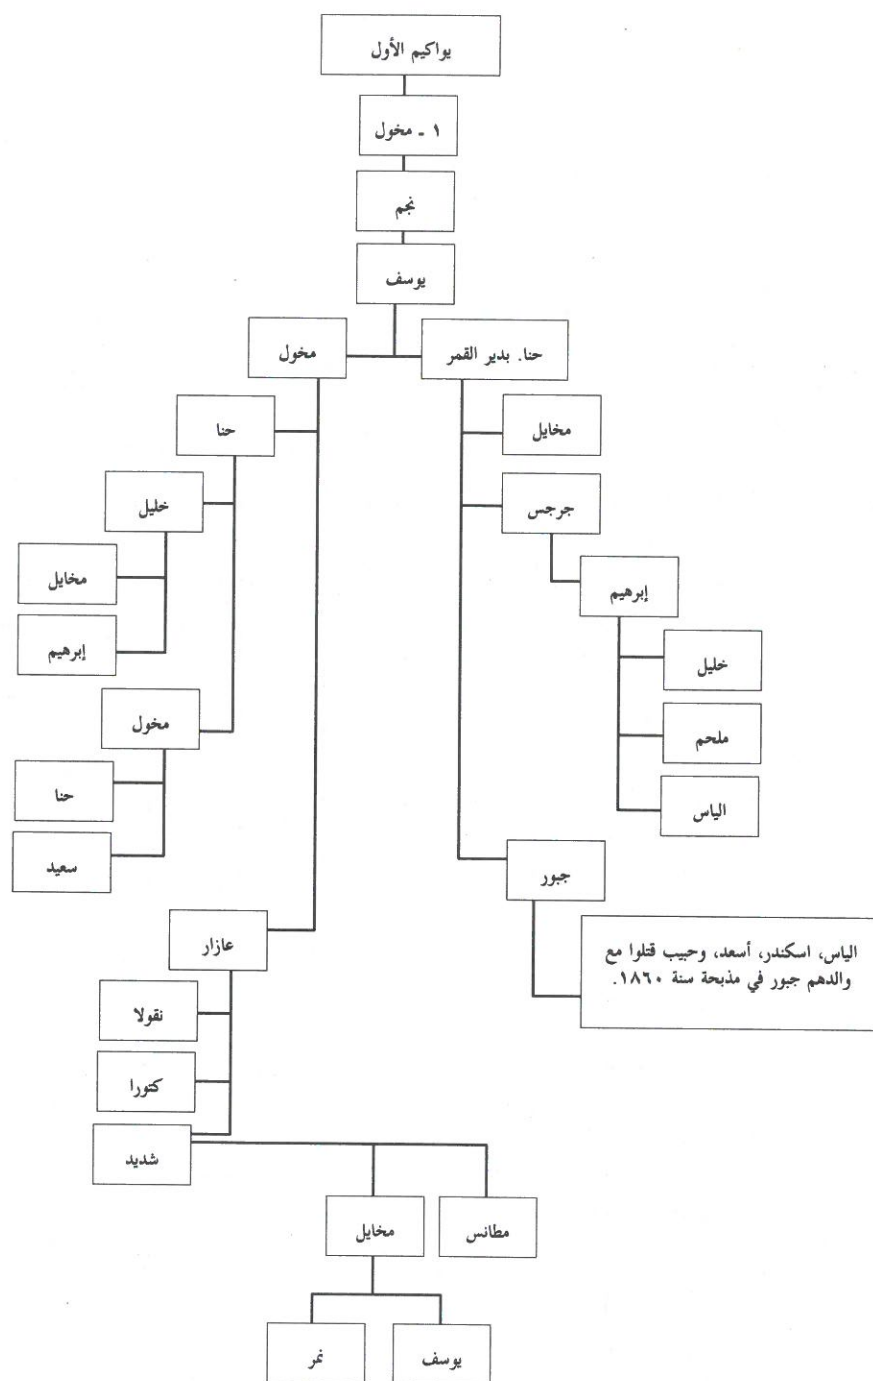 يواكيم الأول
١ ـ مخول
نجم
يوسف
حنا. بدير القمر
مخول
مخايل
جرجس
إبرهيم
خليل
ملحم
الياس
جبور
الياس، اسكندر، أسعد، وحبيب قتلوا مع
والدهم جبور في مذبحة سنة ١٨٦٠.
حنا
خليل
مخايل
إبرهيم
مخول
حنا
سعيد
عازار
نقولا
كتورا
شديد
مطانس
مخايل
يوسف
نمر